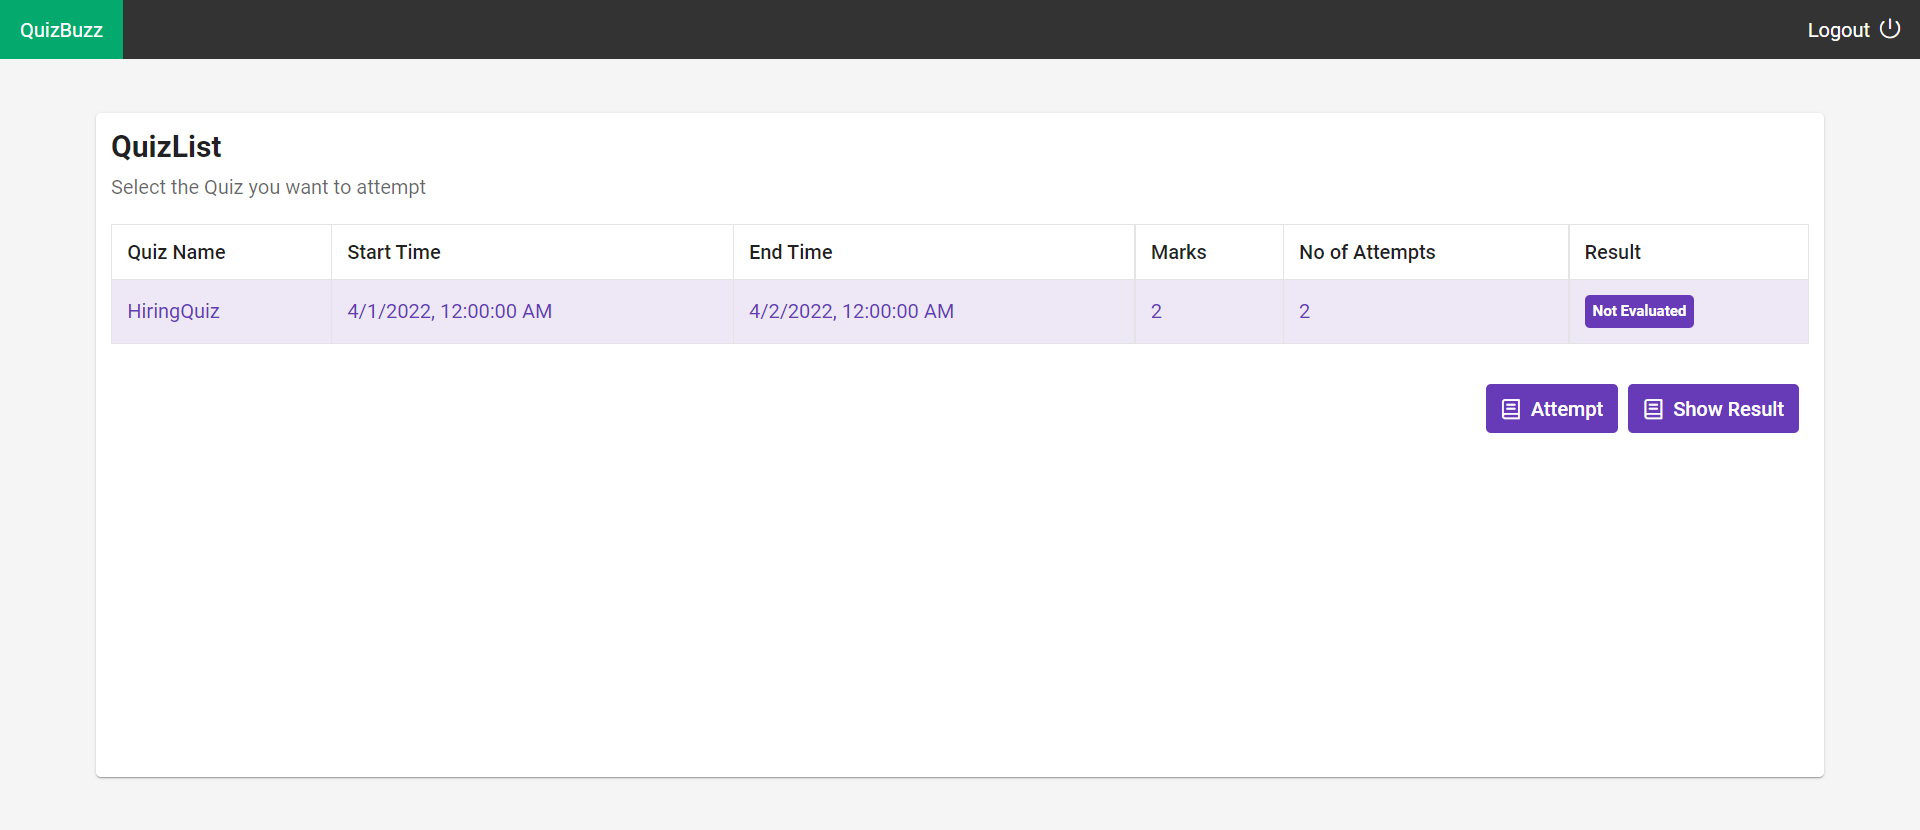 QuizBuzz Logout
QuizList
Select the Quiz you want to attempt
Quiz Name Start Time End Time Marks No of Attempts Result
HiringQuiz 4/1/2022, 12:00:00 AM 4/2/2022, 12:00:00 AM 2 2 Not Evaluated
Attempt Show Result